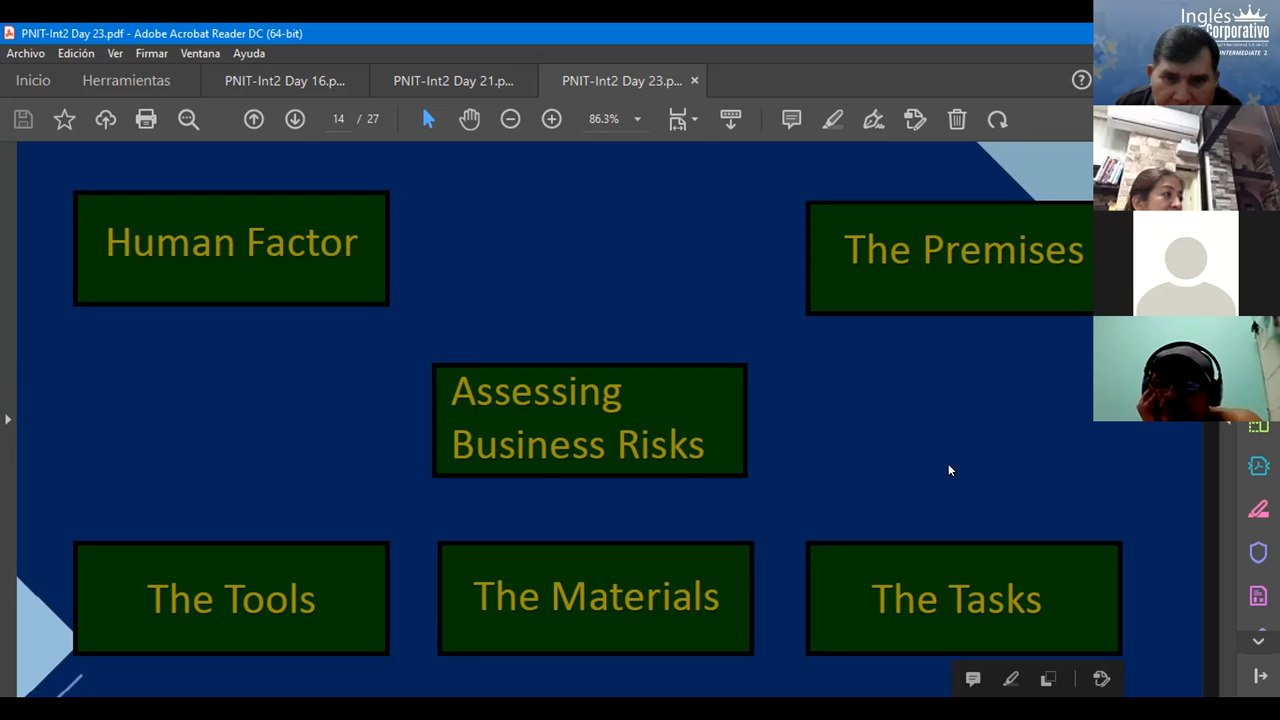 PNIT-Int2 Day 23.pdf - Adobe Acrobat Reader DC (64-bit)
Archivo Edición Ver Firmar Ventana Ayuda
Inicio Herramientas PNIT-Int2 Day 16.p... PNIT-Int2 Day 21.p... PNIT-Int2 Day 23.p... ×
14 / 27 86.3%
Inglés
Corporativo
INTERMEDIATE 2
Human Factor
The Premises
Assessing
Business Risks
The Tools
The Materials
The Tasks